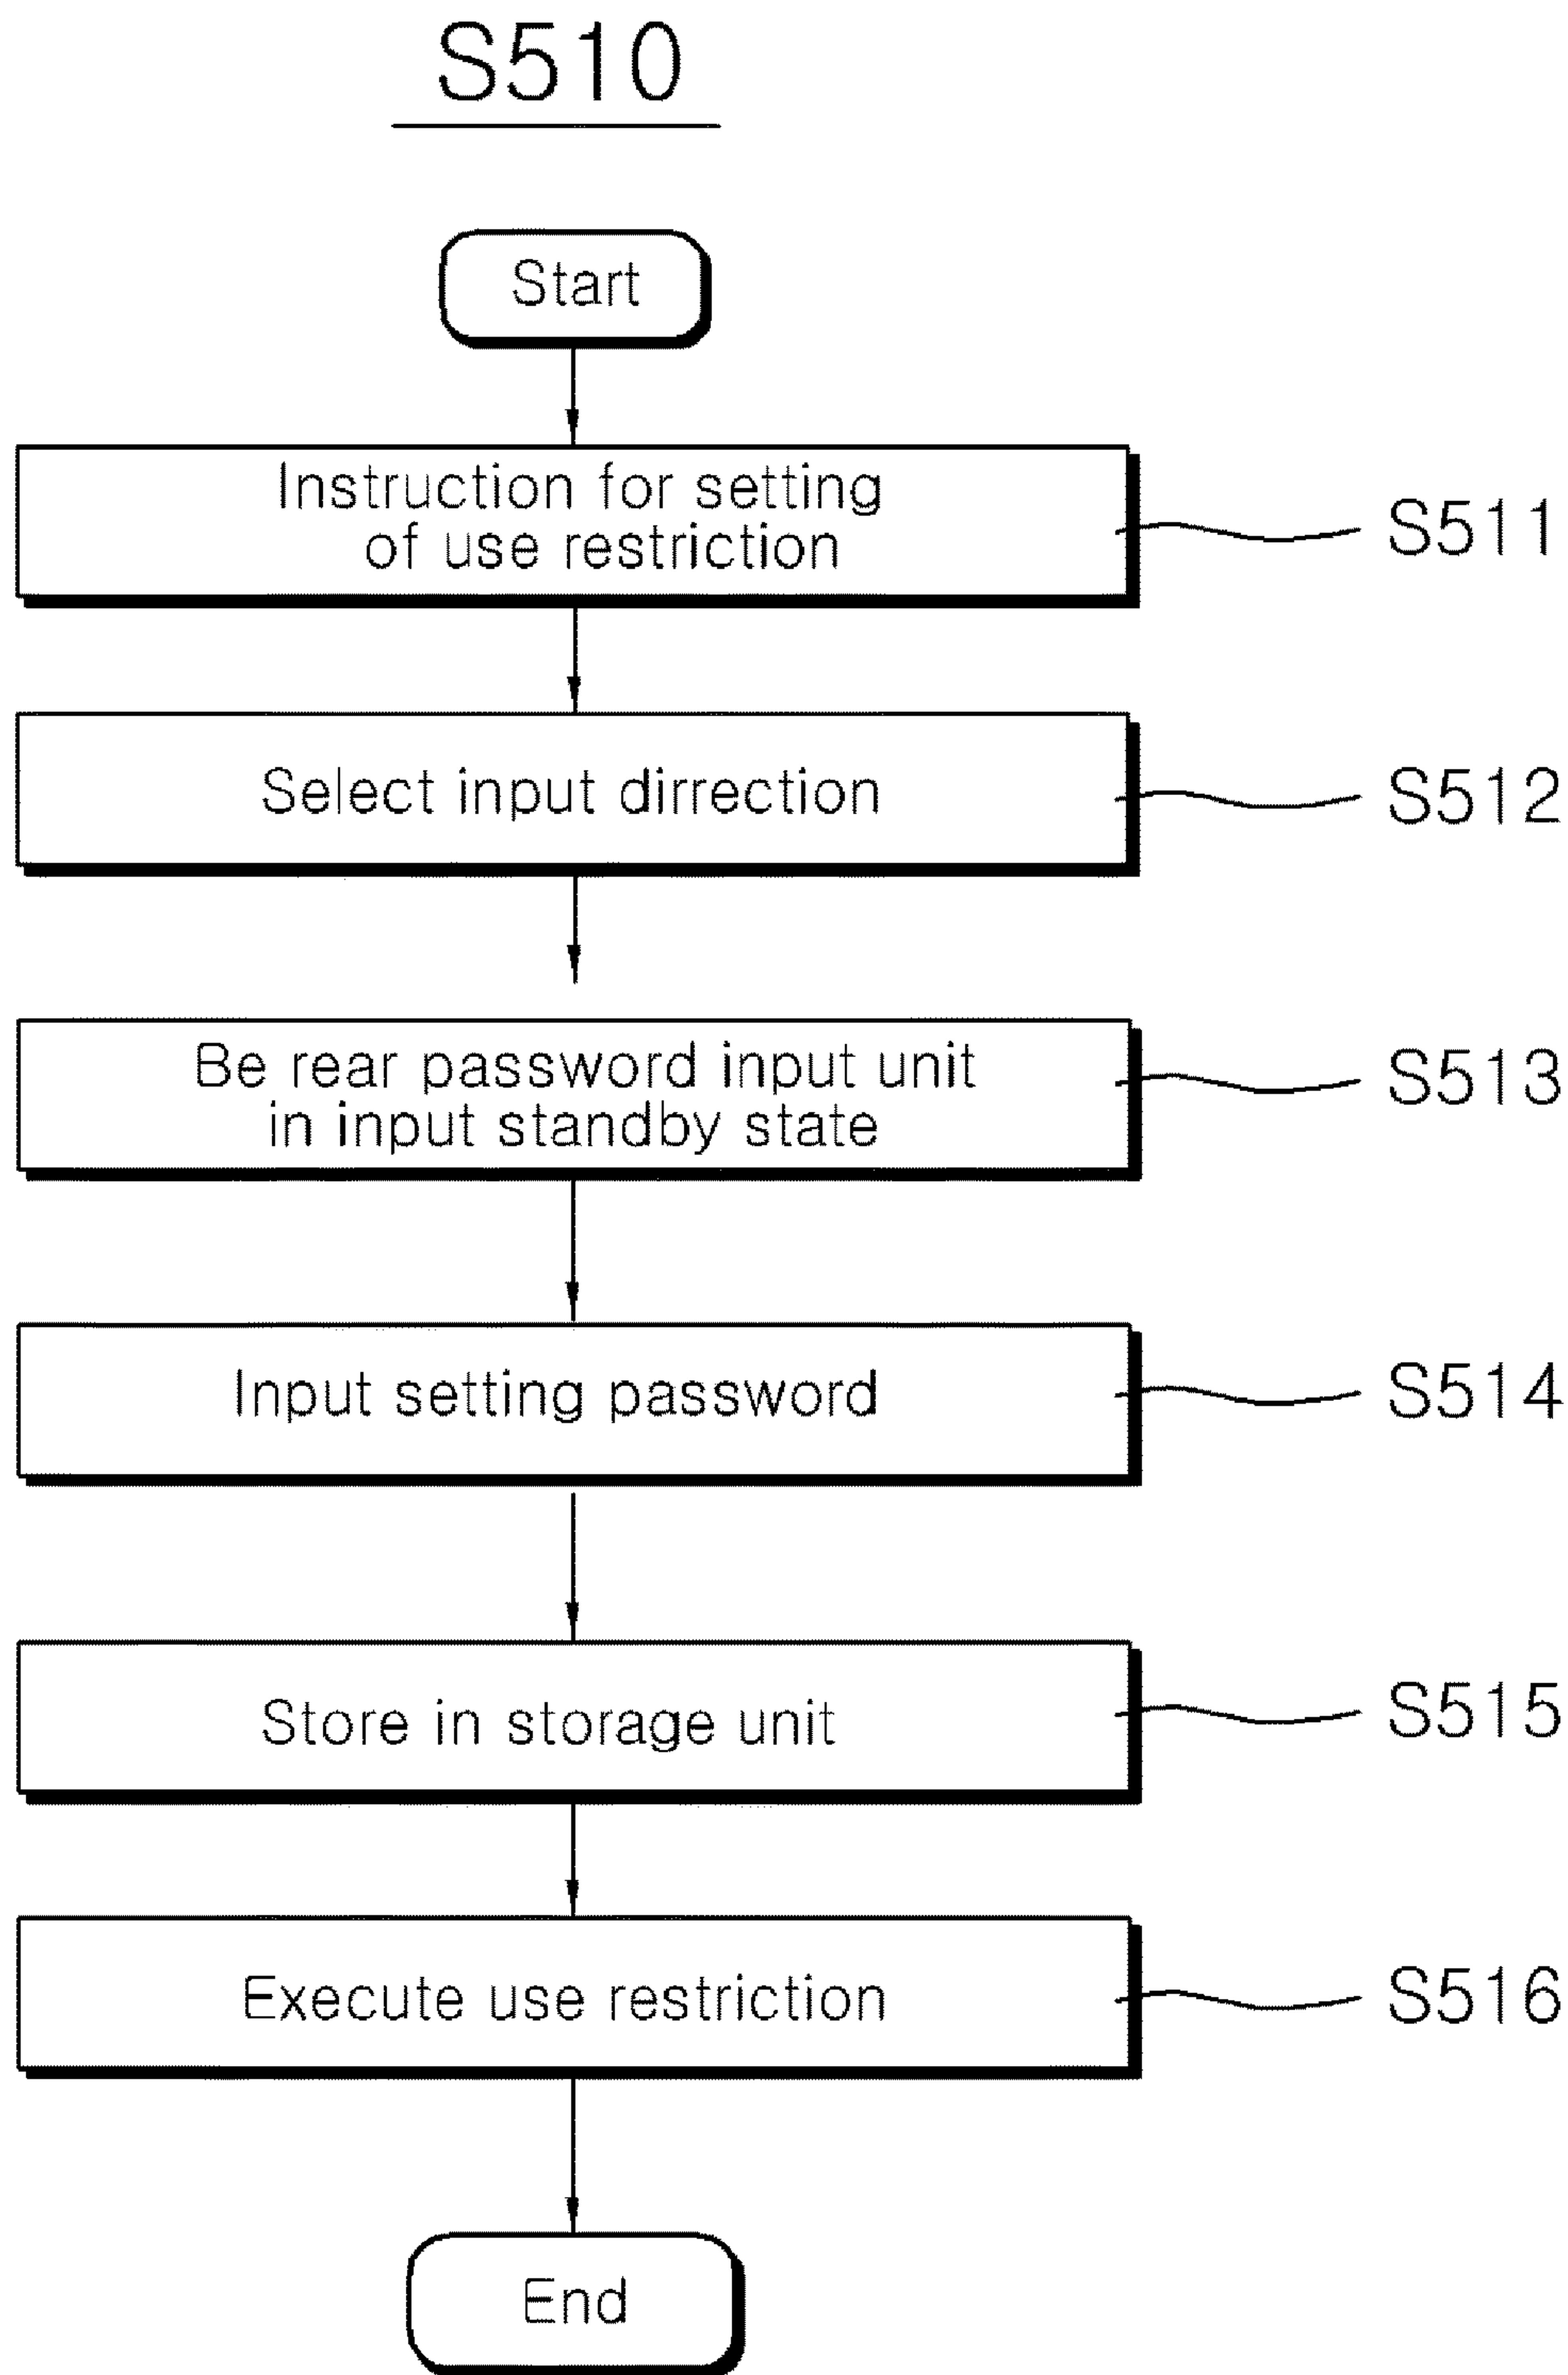 S510
Start
Instruction for setting
of use restriction
S511
Select input dirrection
S512
Be rear password input unit
in input standby state
S513
Input setting password
S514
Store in storage unit
S515
Execute use restriction
S516
End